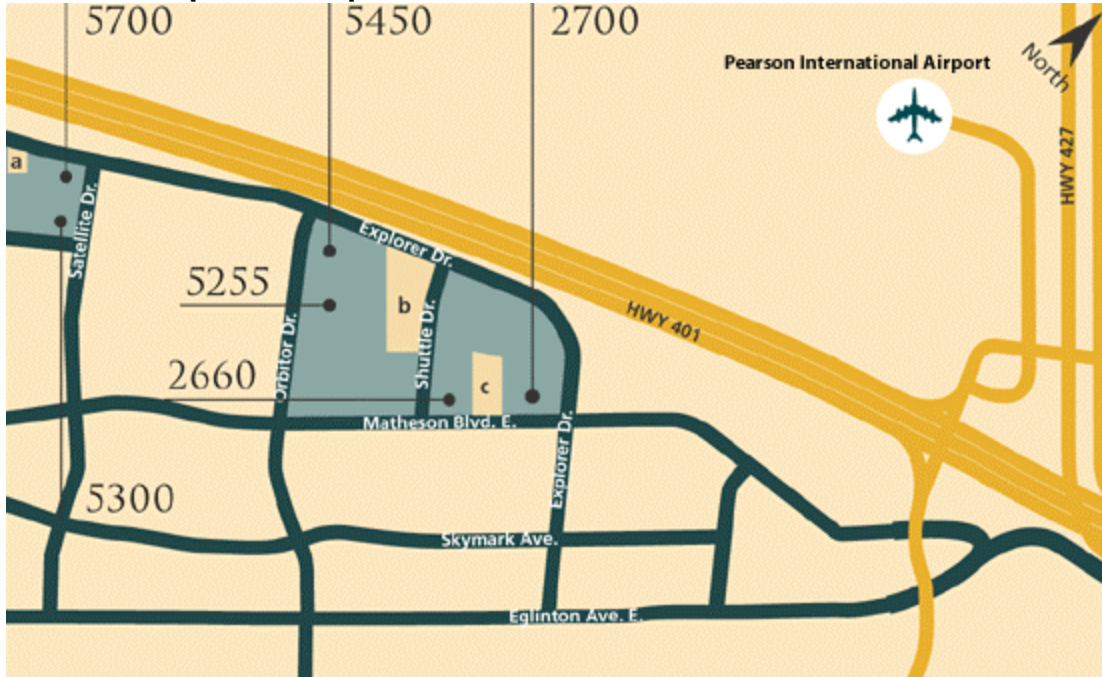 5700
5450
2700
Pearson International Airport
North
HWY 427
a
Satellite Dr.
Explorer Dr.
5255
b
HWY 401
Orbitor Dr.
Shuttle Dr.
2660
c
Matheson Blvd. E.
Explorer Dr.
5300
Skymark Ave.
Eglinton Ave. E.